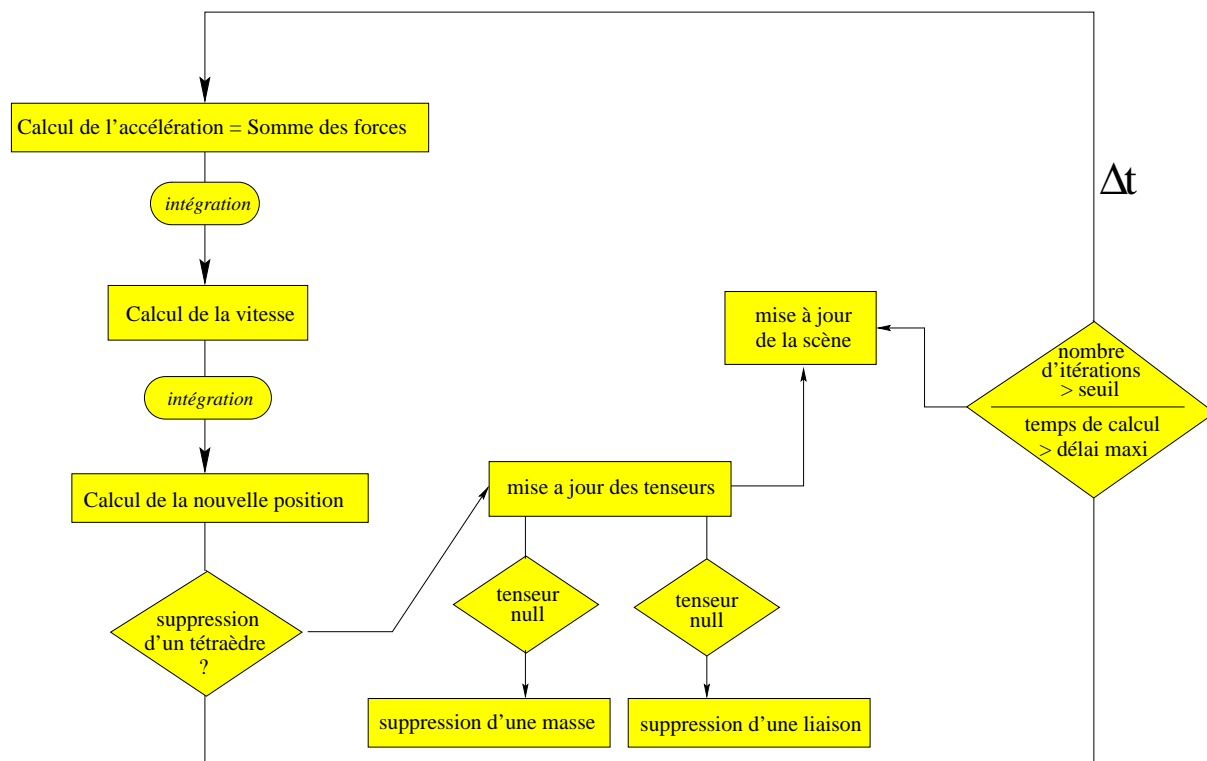 Calcul de l’accélération = Somme des forces
intégration
Calcul de la vitesse
intégration
Calcul de la nouvelle position
suppression
d’un tétraèdre
?
mise a jour des tenseurs
tenseur
null
tenseur
null
suppression d’une masse
suppression d’une liaison
mise à jour
de la scène
Δt
nombre
d’itérations
> seuil
temps de calcul
> délai maxi